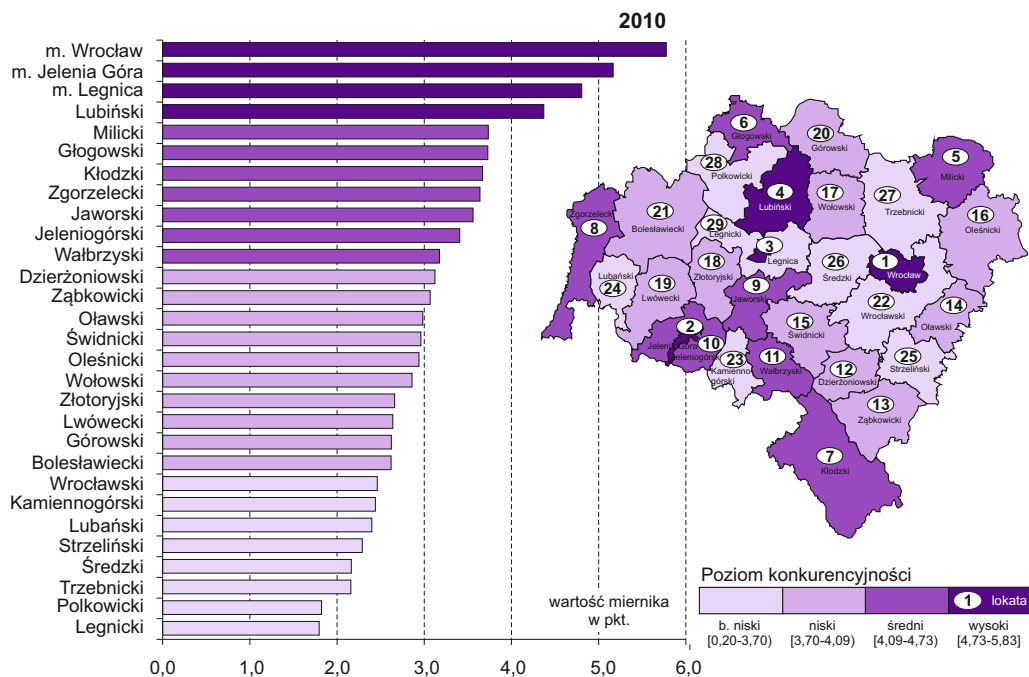 2010
m. Wrocław
m. Jelenia Góra
m. Legnica
Lubiński
Milicki
Głogowski
Kłodzki
Zgorzelecki
Jaworski
Jeleniogórski
Wałbrzyski
Dzierżoniowski
Ząbkowicki
Oławski
Świdnicki
Oleśnicki
Wołowski
Złotoryjski
Lwówecki
Górowski
Bolesławiecki
Wrocławski
Kamiennogórski
Lubański
Strzeliński
Średzki
Trzebnicki
Polkowicki
Legnicki
0,0 1,0 2,0 3,0 4,0 5,0 6,0
wartość miernika
w pkt.
6
Głogowski
20
Górowski
5
Milicki
28
Polkowicki
4
Lubiński
17
Wołowski
27
Trzebnicki
16
Oleśnicki
Zgorzelecki
8
21
Bolesławiecki
29
Legnicki
3
Legnica
26
Średzki
1
Wrocław
18
Złotoryjski
Lubański
24
19
Lwówecki
9
Jaworski
22
Wrocławski
14
Oławski
15
Świdnicki
2
Jelenia Góra
10
Jeleniogórski
23
Kamienno-
górski
11
Wałbrzyski
12
Dzierżoniowski
25
Strzeliński
13
Ząbkowicki
7
Kłodzki
Poziom konkurencyjności
1 lokata
b. niski niski średni wysoki
[0,20-3,70) [3,70-4,09) [4,09-4,73) [4,73-5,83]